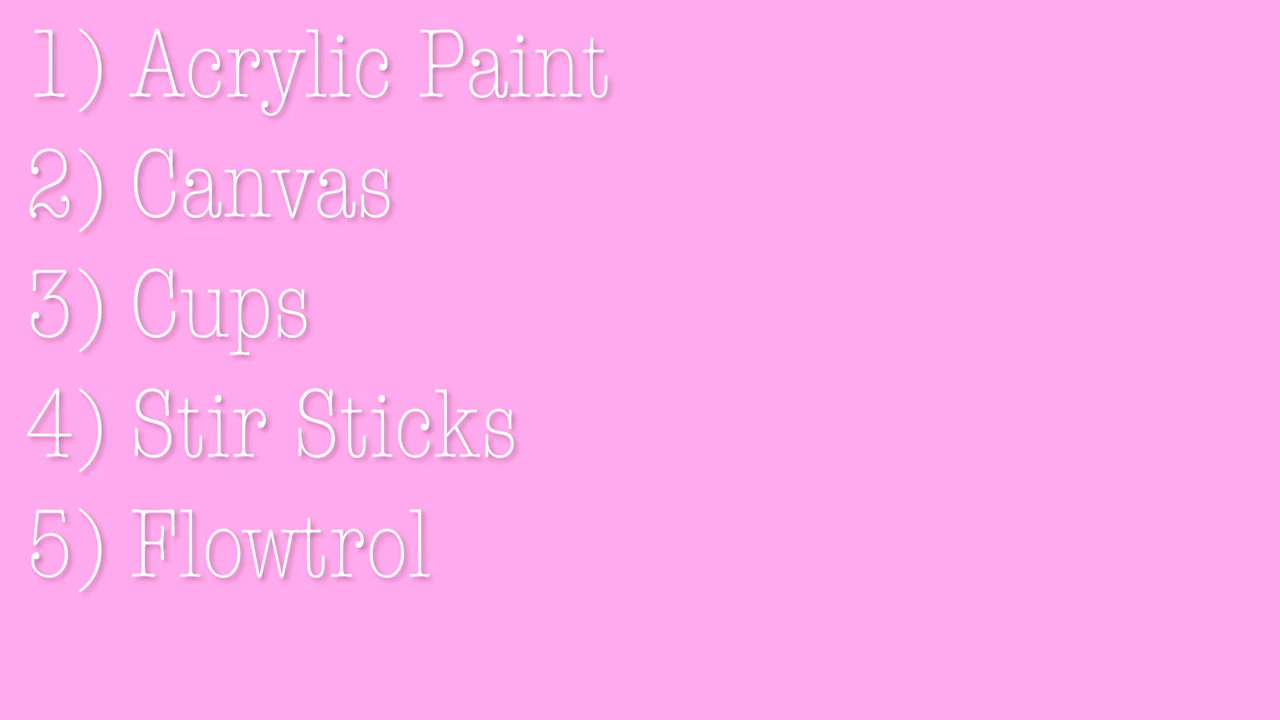 1) Acrylic Paint
2) Canvas
3) Cups
4) Stir Sticks
5) Flowtrol